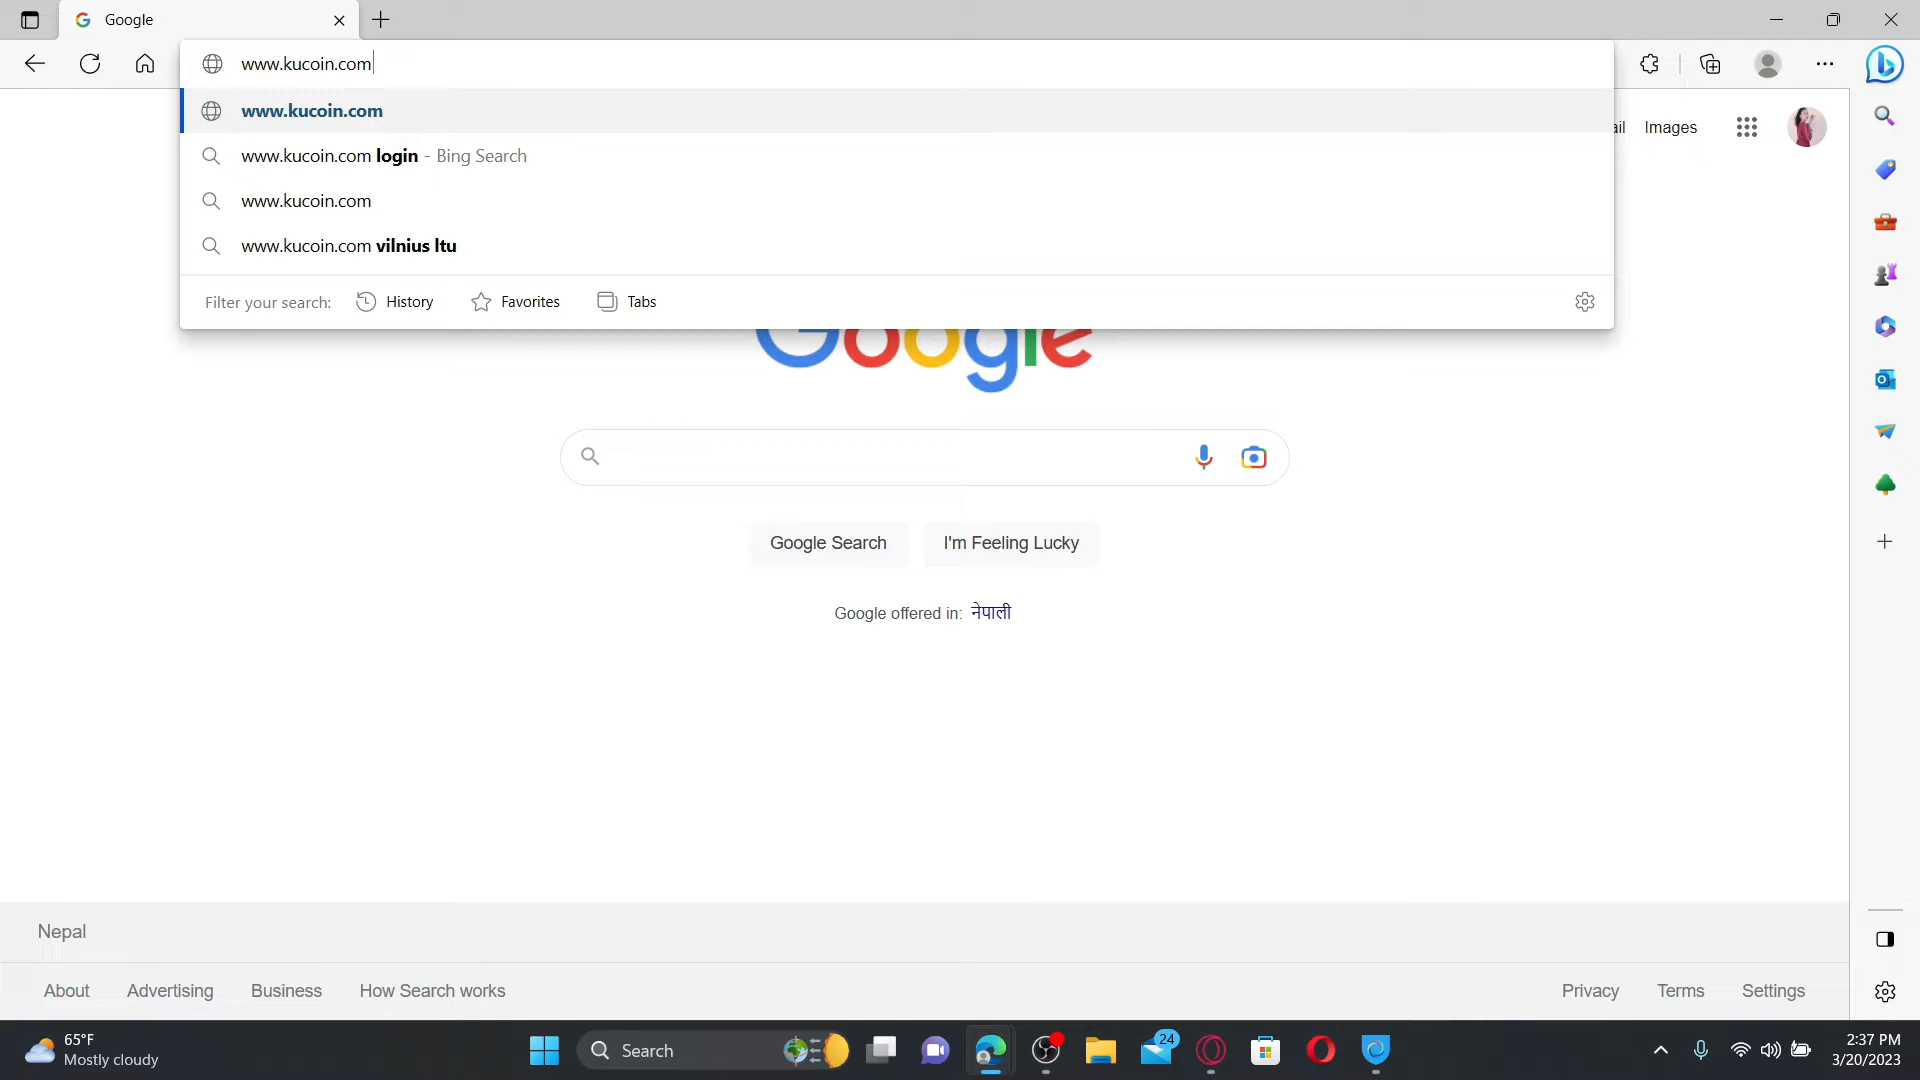 Google
www.kucoin.com
www.kucoin.com
www.kucoin.com login - Bing Search
www.kucoin.com
www.kucoin.com vilnius ltu
Filter your search: History Favorites Tabs
Images
Google
Google Search I'm Feeling Lucky
Google offered in: नेपाली
Nepal
About Advertising Business How Search works Privacy Terms Settings
65°F
Mostly cloudy
Search
24
2:37 PM
3/20/2023